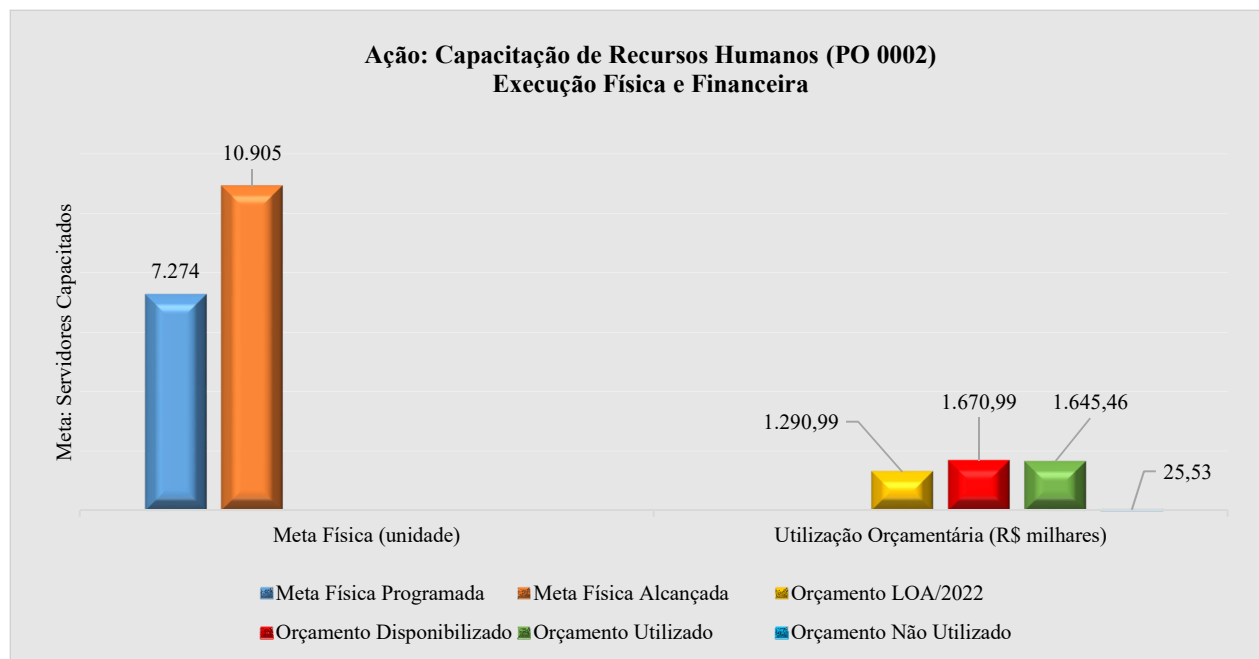 Ação: Capacitação de Recursos Humanos (PO 0002)
Execução Física e Financeira
Meta: Servidores Capacitados
7.274
10.905
1.290,99
1.670,99
1.645,46
25,53
Meta Física (unidade)
Utilização Orçamentária (R$ milhares)
Meta Física Programada
Meta Física Alcançada
Orçamento LOA/2022
Orçamento Disponibilizado
Orçamento Utilizado
Orçamento Não Utilizado